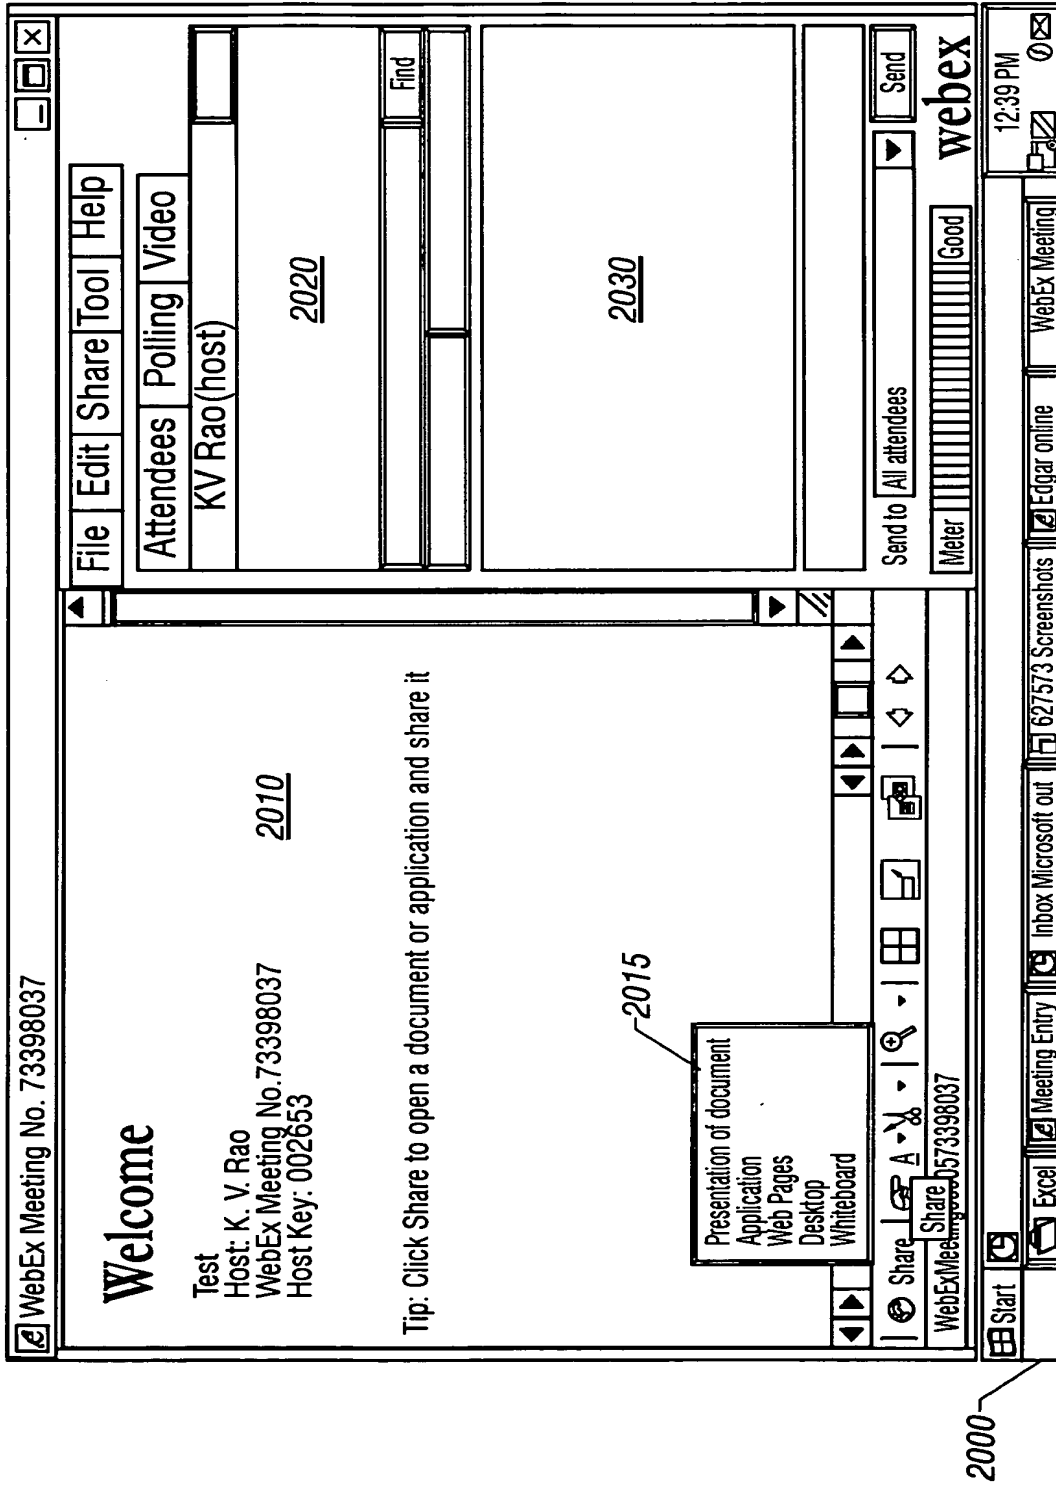 WebEx Meeting No. 73398037
File Edit Share Tool Help
Welcome
Test
Host: K. V. Rao
WebEx Meeting No.73398037
Host Key: 002653
2010
Tip: Click Share to open a document or application and share it
2015
Presentation of document
Application
Web Pages
Desktop
Whiteboard
Share
A
Share
Attendees Polling Video
KV Rao(host)
2020
Find
2030
Send to All attendees Send
Meter Good
webex
Start
Excel Meeting Entry Inbox Microsoft out 627573 Screenshots Edgar online WebEx Meeting
12:39 PM
2000